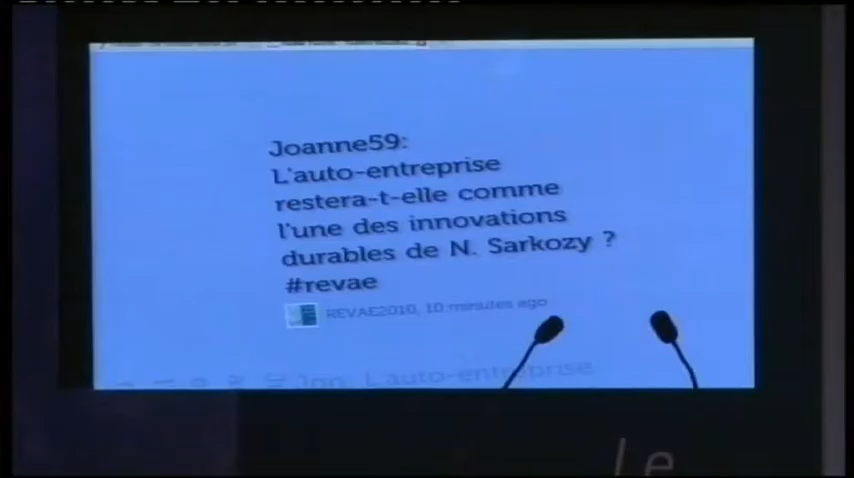 Joanne59:
L'auto-entreprise
restera-t-elle comme
l'une des innovations
durables de N. Sarkozy ?
#revae
REVAE2010, 10 minutes ago
Jon: L'auto-entreprise
Le